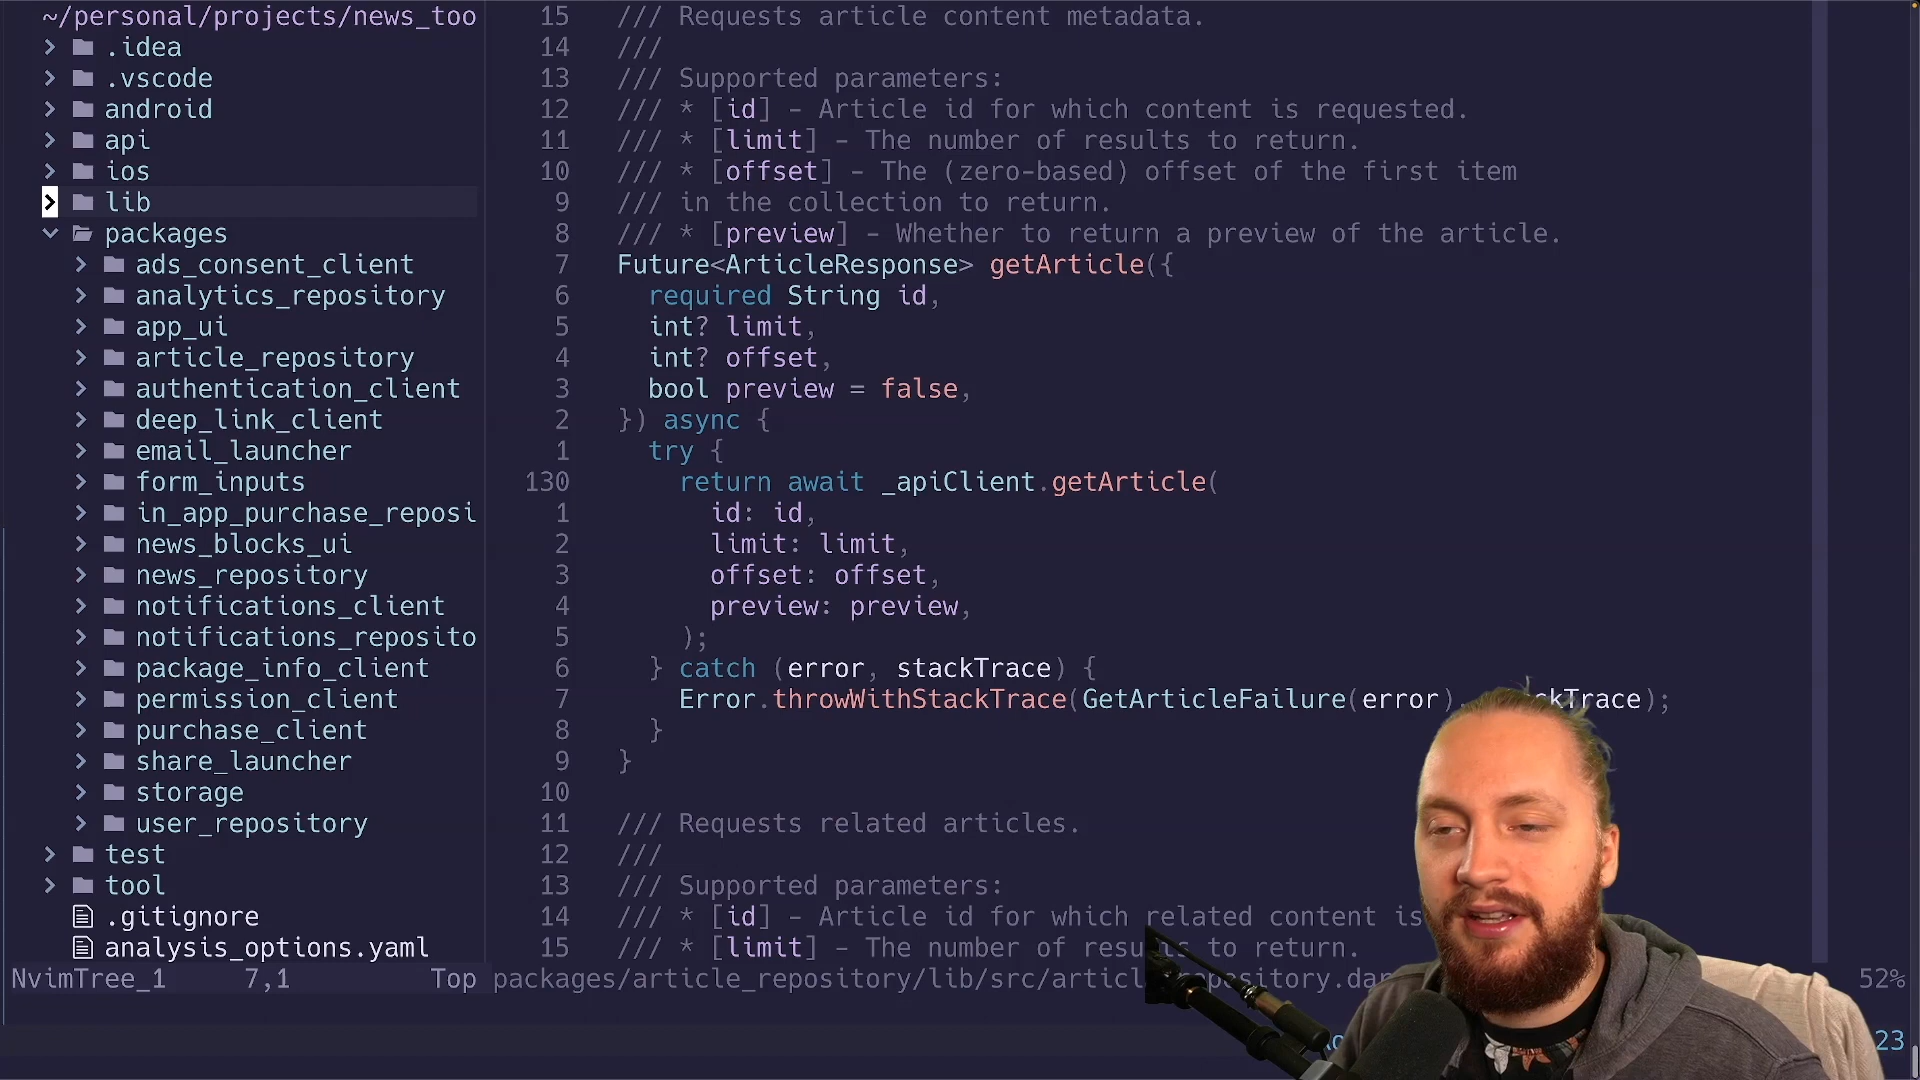 ~/personal/projects/news_too
.idea
.vscode
android
api
ios
lib
packages
ads_consent_client
analytics_repository
app_ui
article_repository
authentication_client
deep_link_client
email_launcher
form_inputs
in_app_purchase_reposi
news_blocks_ui
news_repository
notifications_client
notifications_reposito
package_info_client
permission_client
purchase_client
share_launcher
storage
user_repository
test
tool
.gitignore
analysis_options.yaml
NvimTree_1 7,1 Top
15 /// Requests article content metadata.
14 ///
13 /// Supported parameters:
12 /// * [id] - Article id for which content is requested.
11 /// * [limit] - The number of results to return.
10 /// * [offset] - The (zero-based) offset of the first item
9 /// in the collection to return.
8 /// * [preview] - Whether to return a preview of the article.
7 Future<ArticleResponse> getArticle({
6 required String id,
5 int? limit,
4 int? offset,
3 bool preview = false,
2 }) async {
1 try {
130 return await _apiClient.getArticle(
1 id: id,
2 limit: limit,
3 offset: offset,
4 preview: preview,
5 );
6 } catch (error, stackTrace) {
7 Error.throwWithStackTrace(GetArticleFailure(error), ckTrace);
8 }
9 }
10
11 /// Requests related articles.
12 ///
13 /// Supported parameters:
14 /// * [id] - Article id for which related content is
15 /// * [limit] - The number of results to return.
packages/article_repository/lib/src/articl repository.dar 52%
23